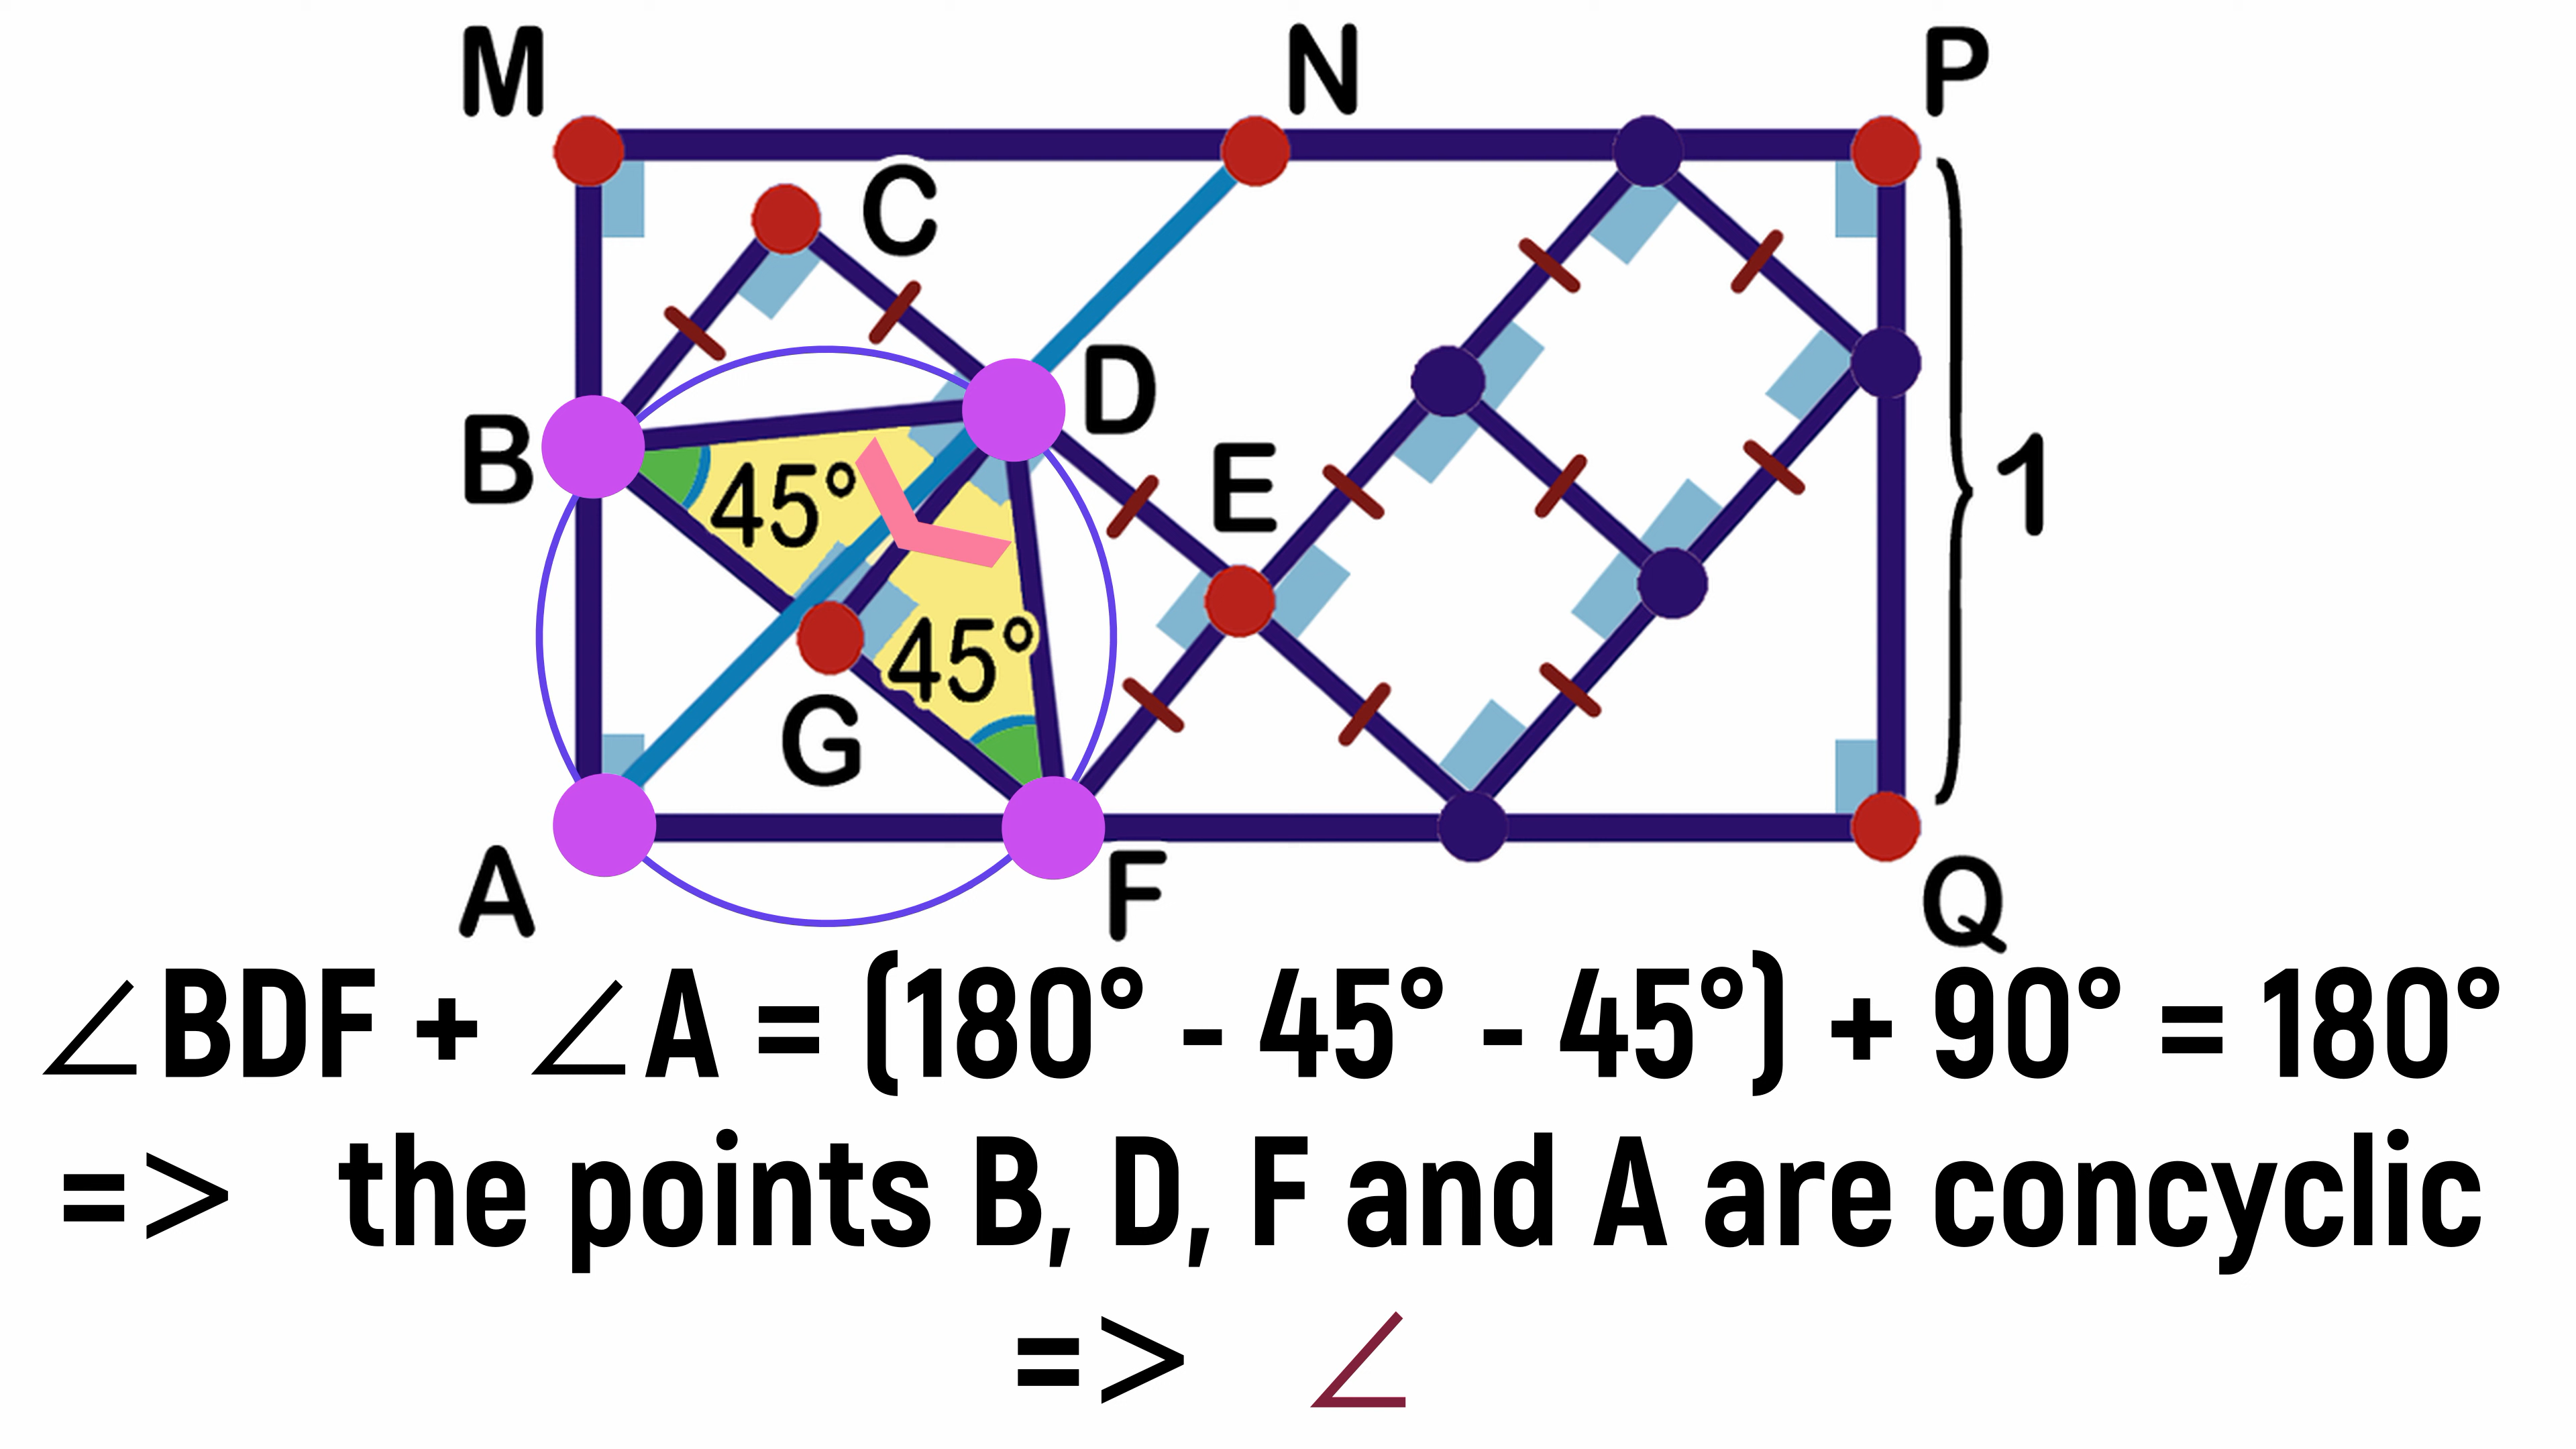 M N P
C
B D
E
1
45°
45°
G
A F Q
∠BDF + ∠A = (180° - 45° - 45°) + 90° = 180°
=> the points B, D, F and A are concyclic
=> ∠